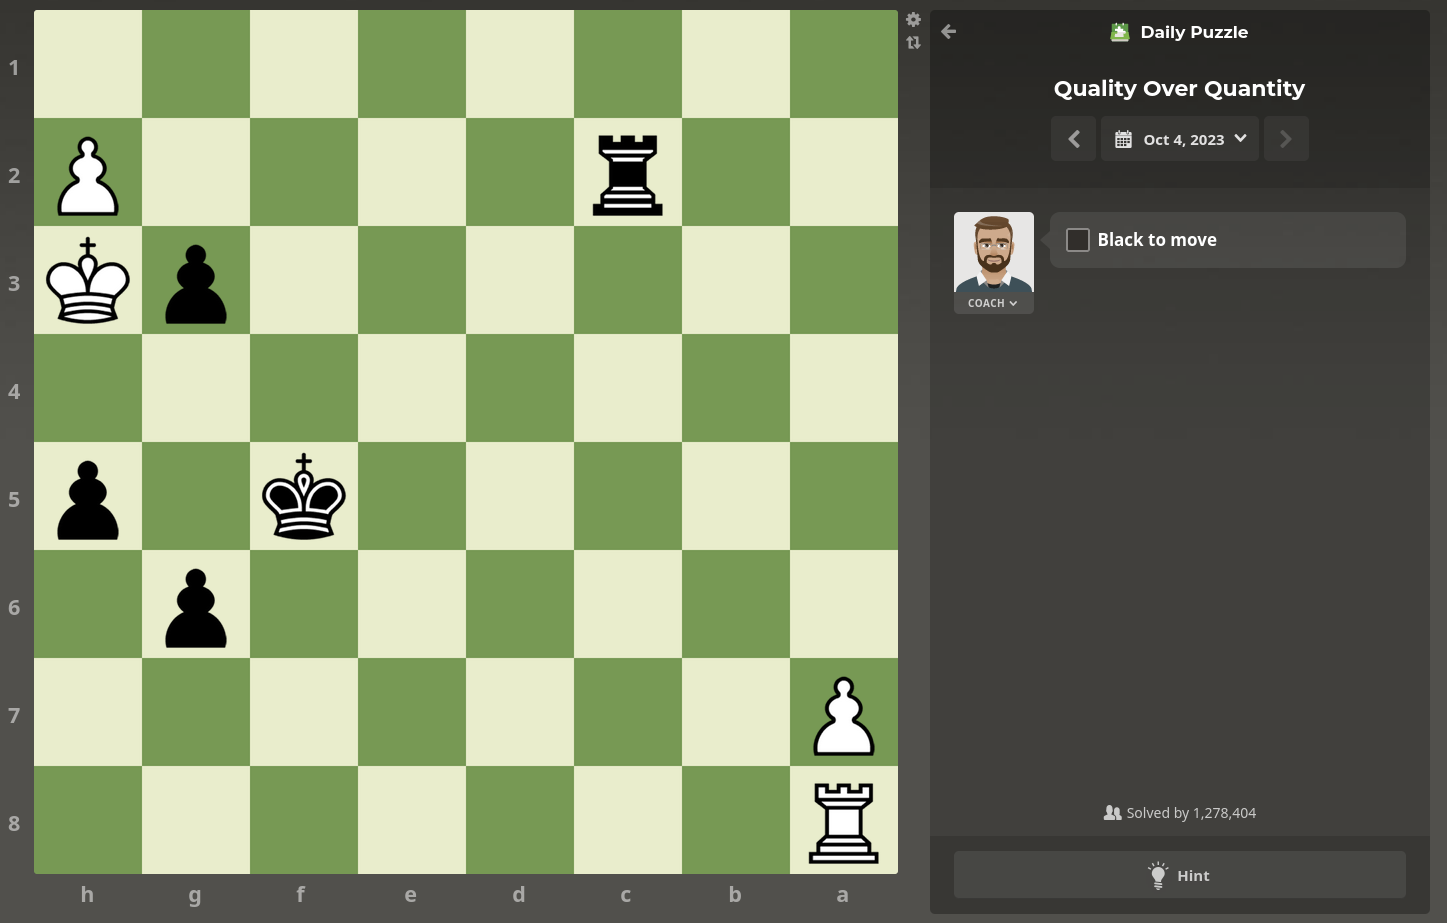 1
2
3
4
5
6
7
8
h g f e d c b a
Daily Puzzle
Quality Over Quantity
Oct 4, 2023
Black to move
COACH
Solved by 1,278,404
Hint